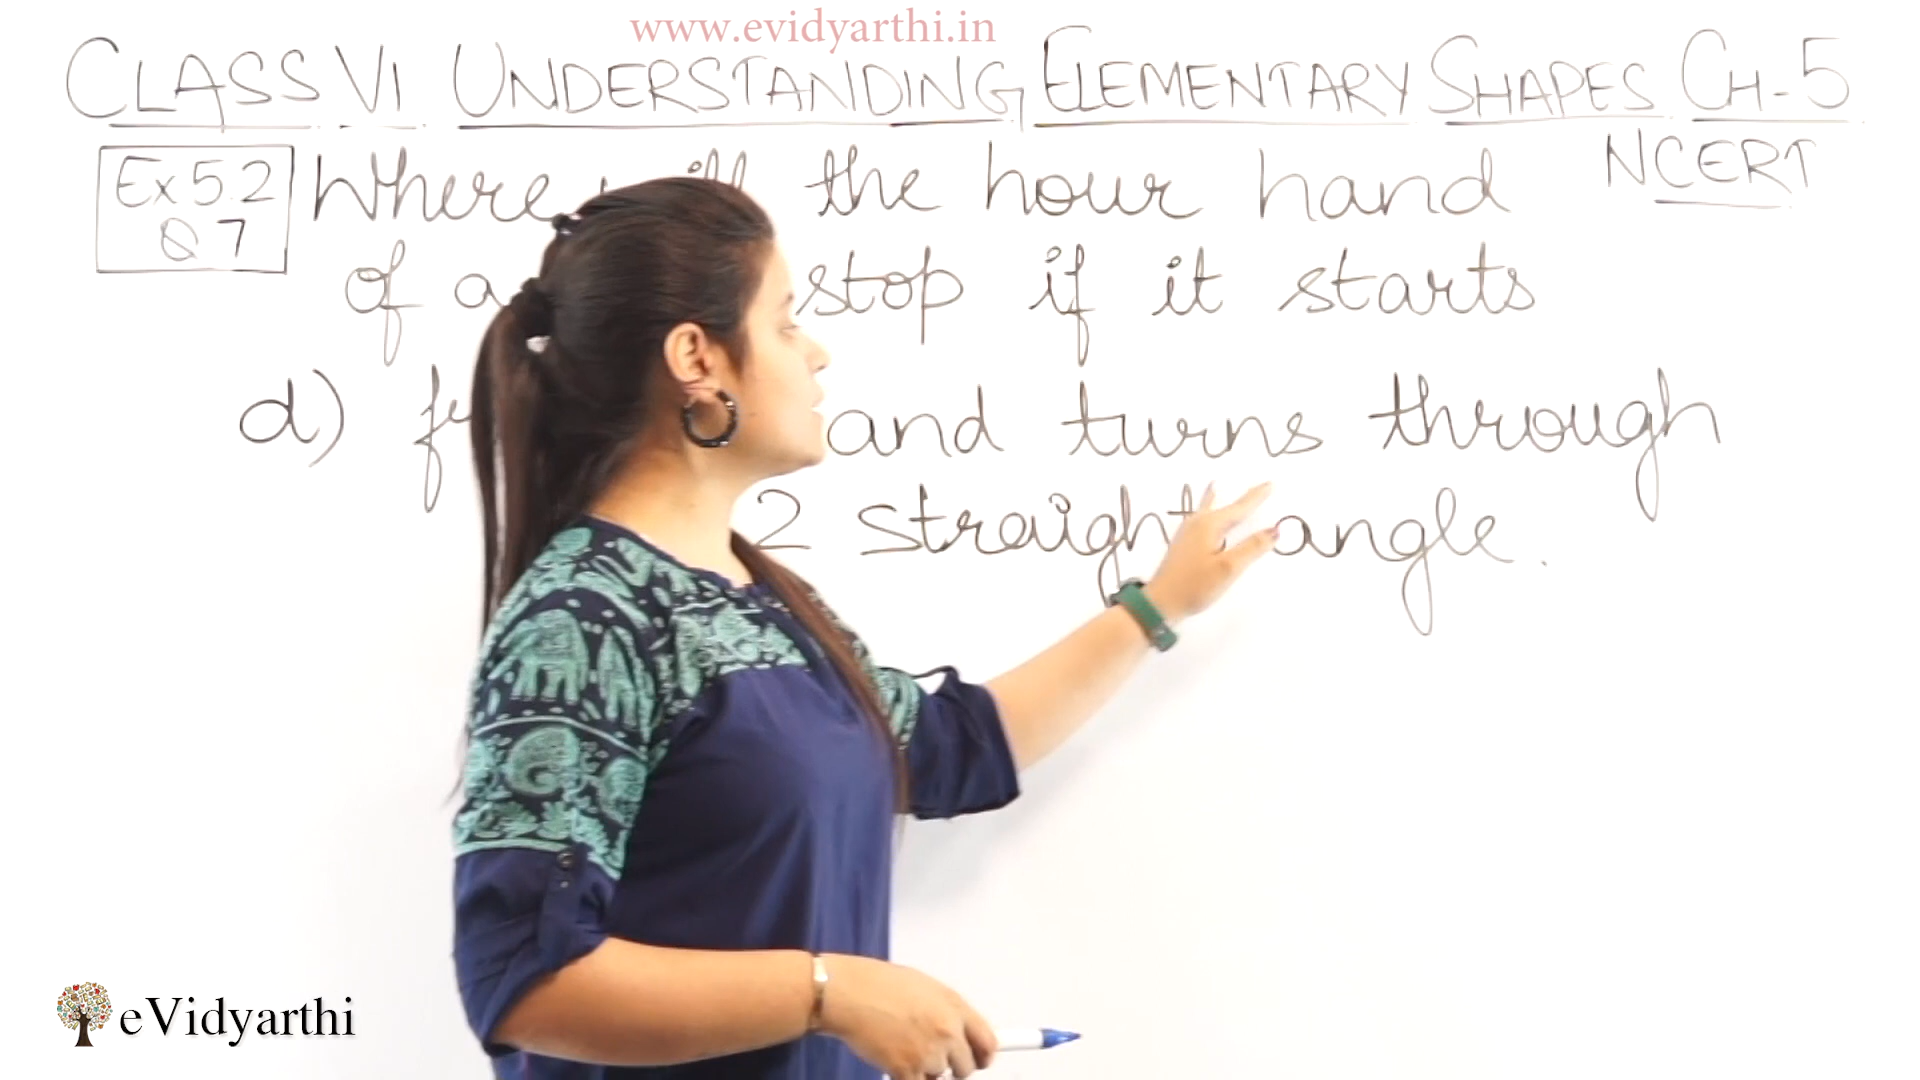 www.evidyarthi.in
CLASS VI UNDERSTANDING ELEMENTARY SHAPES CH-5
NCERT
Ex 5.2
Q 7
Where will the hour hand
of a stop if it starts
d) and turns through
2 straight angle.
eVidyarthi